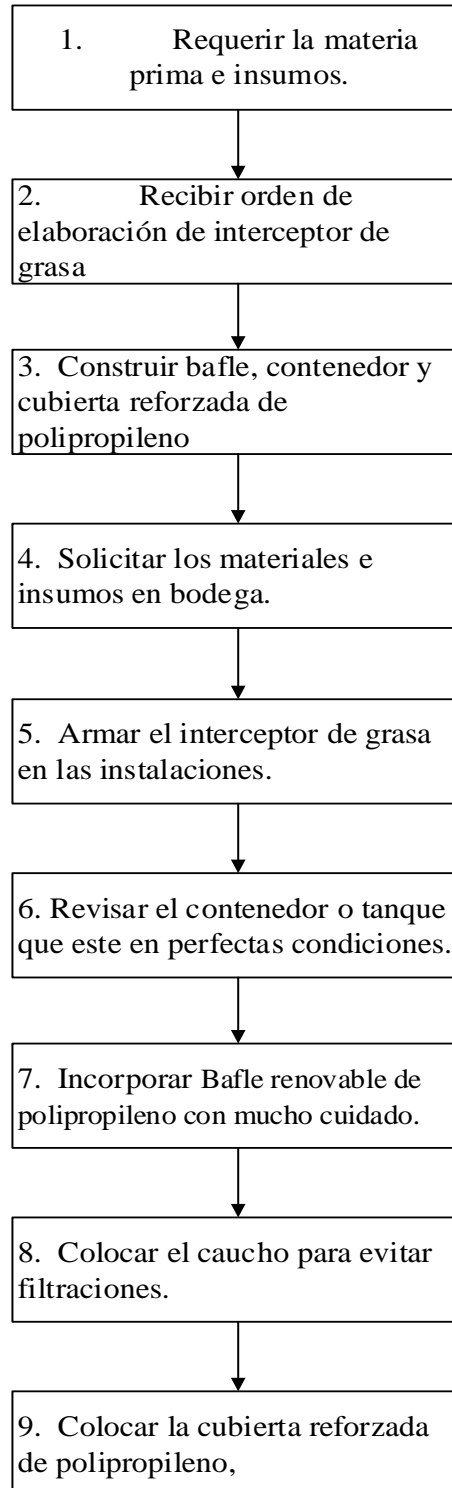 1. Requerir la materia
prima e insumos.
2. Recibir orden de
elaboración de interceptor de
grasa
3. Construir bafle, contenedor y
cubierta reforzada de
polipropileno
4. Solicitar los materiales e
insumos en bodega.
5. Armar el interceptor de grasa
en las instalaciones.
6. Revisar el contenedor o tanque
que este en perfectas condiciones.
7. Incorporar Bafle renovable de
polipropileno con mucho cuidado.
8. Colocar el caucho para evitar
filtraciones.
9. Colocar la cubierta reforzada
de polipropileno,